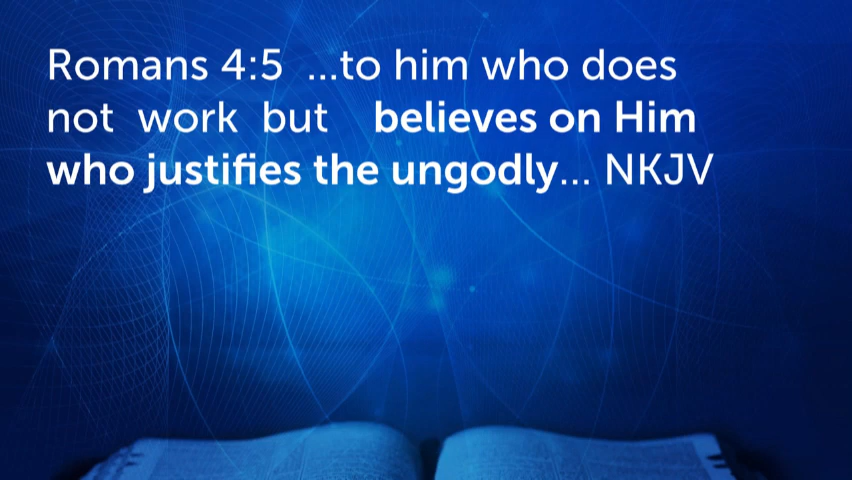 Romans 4:5 ...to him who does
not work but believes on Him
who justifies the ungodly... NKJV